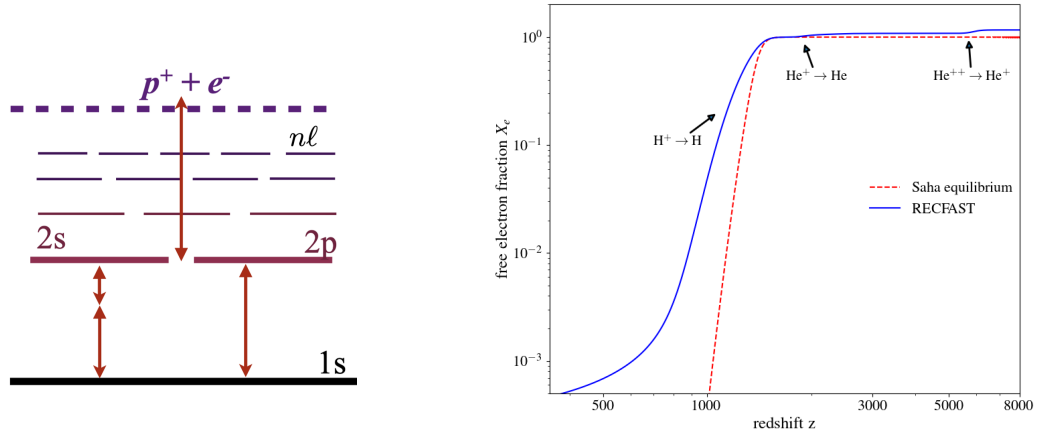 p⁺ + e⁻
nℓ
2s
2p
1s
free electron fraction Xₑ
10⁰
10⁻¹
10⁻²
10⁻³
He⁺ → He
He⁺⁺ → He⁺
H⁺ → H
Saha equilibrium
RECFAST
500 1000 3000 5000 8000
redshift z